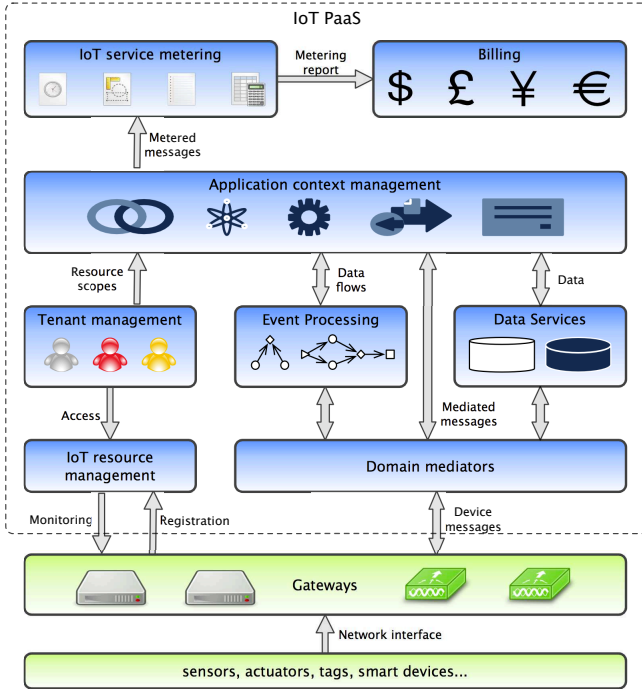 IoT PaaS
IoT service metering
Metering
report
Billing
$ £ ¥ €
Metered
messages
Application context management
Resource
scopes
Data
flows
Data
Tenant management
Event Processing
Data Services
Access
Mediated
messages
IoT resource
management
Domain mediators
Monitoring
Registration
Device
messages
Gateways
Network interface
sensors, actuators, tags, smart devices...